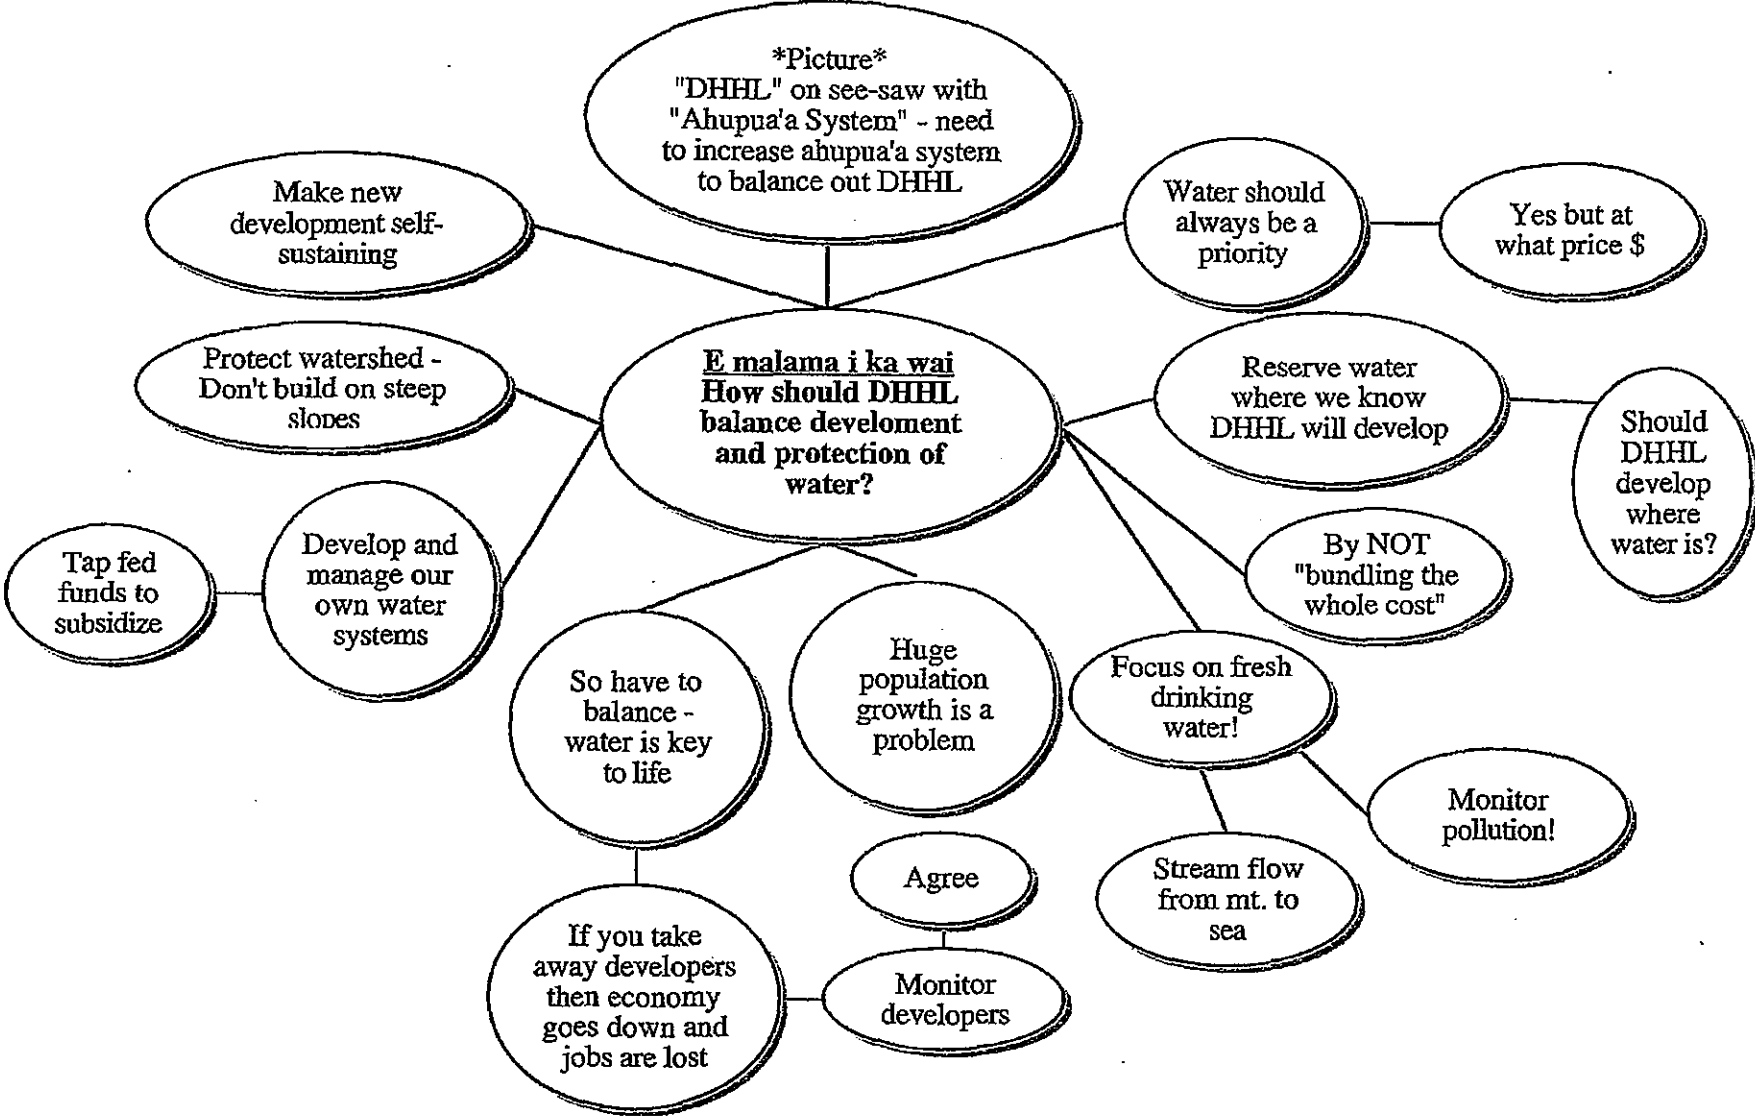 *Picture*
"DHHL" on see-saw with
"Ahupua'a System" - need
to increase ahupua'a system
to balance out DHHL
Make new
development self-
sustaining
Water should
always be a
priority
Yes but at
what price $
Protect watershed -
Don't build on steep
slopes
E malama i ka wai
How should DHHL
balance develoment
and protection of
water?
Reserve water
where we know
DHHL will develop
Should
DHHL
develop
where
water is?
Tap fed
funds to
subsidize
Develop and
manage our
own water
systems
By NOT
"bundling the
whole cost"
So have to
balance -
water is key
to life
Huge
population
growth is a
problem
Focus on fresh
drinking
water!
Monitor
pollution!
Stream flow
from mt. to
sea
Agree
If you take
away developers
then economy
goes down and
jobs are lost
Monitor
developers